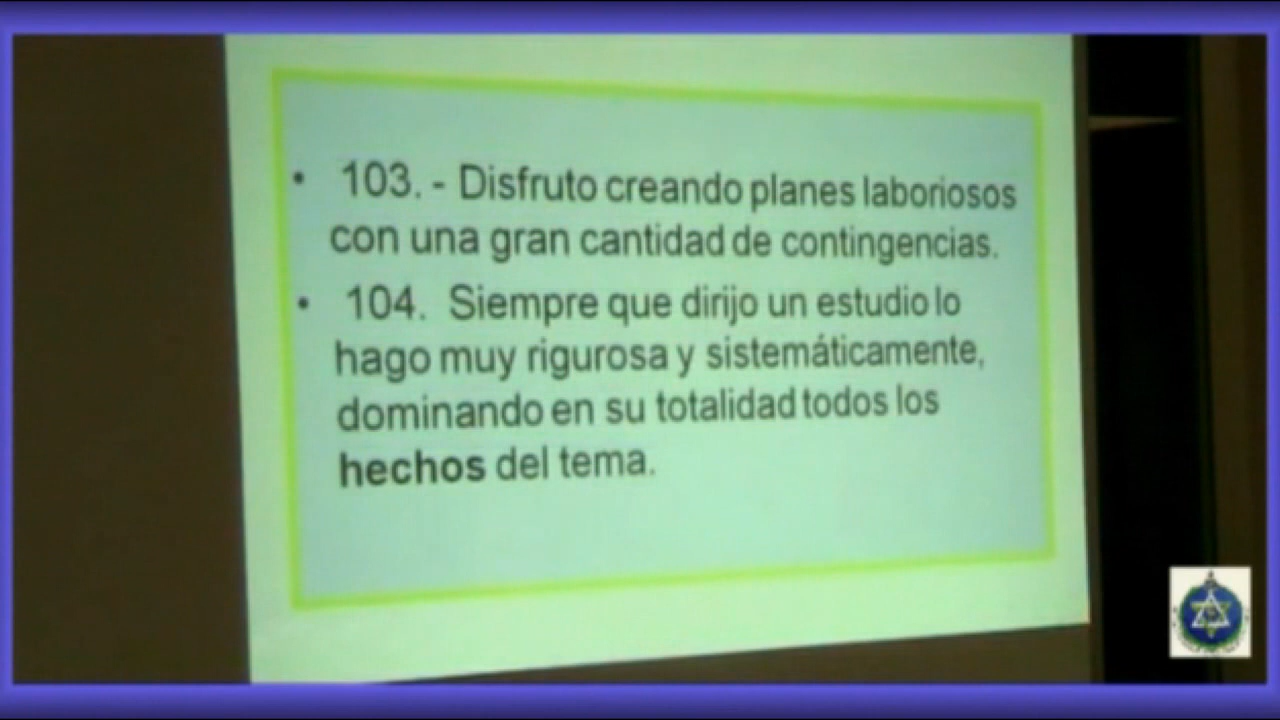 • 103. - Disfruto creando planes laboriosos
con una gran cantidad de contingencias.
• 104. Siempre que dirijo un estudio lo
hago muy rigurosa y sistemáticamente,
dominando en su totalidad todos los
hechos del tema.